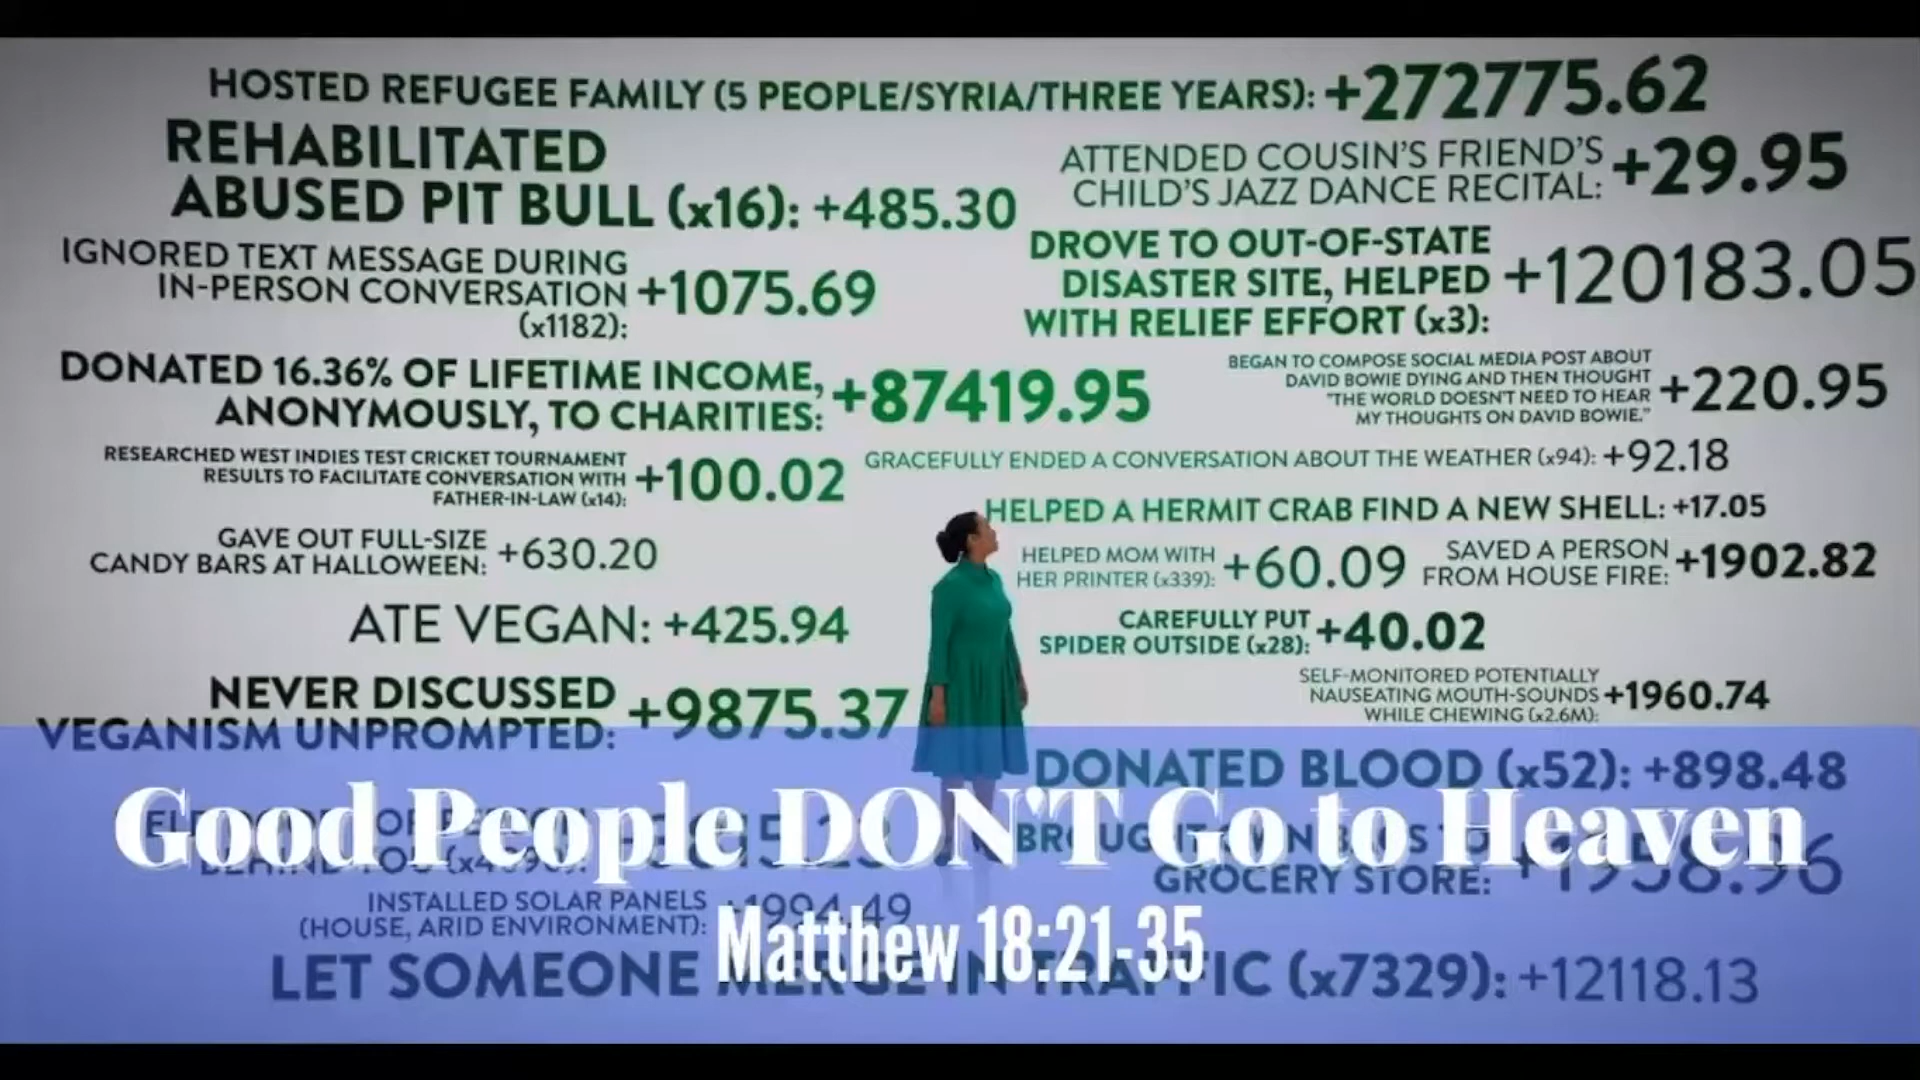 HOSTED REFUGEE FAMILY (5 PEOPLE/SYRIA/THREE YEARS): +272775.62
REHABILITATED
ABUSED PIT BULL (x16): +485.30
ATTENDED COUSIN'S FRIEND'S
CHILD'S JAZZ DANCE RECITAL: +29.95
IGNORED TEXT MESSAGE DURING
IN-PERSON CONVERSATION +1075.69
(x1182):
DROVE TO OUT-OF-STATE
DISASTER SITE, HELPED +120183.05
WITH RELIEF EFFORT (x3):
DONATED 16.36% OF LIFETIME INCOME,
ANONYMOUSLY, TO CHARITIES: +87419.95
BEGAN TO COMPOSE SOCIAL MEDIA POST ABOUT
DAVID BOWIE DYING AND THEN THOUGHT
"THE WORLD DOESN'T NEED TO HEAR
MY THOUGHTS ON DAVID BOWIE." +220.95
RESEARCHED WEST INDIES TEST CRICKET TOURNAMENT
RESULTS TO FACILITATE CONVERSATION WITH
FATHER-IN-LAW (x14): +100.02
GRACEFULLY ENDED A CONVERSATION ABOUT THE WEATHER (x94): +92.18
HELPED A HERMIT CRAB FIND A NEW SHELL: +17.05
GAVE OUT FULL-SIZE
CANDY BARS AT HALLOWEEN: +630.20
HELPED MOM WITH
HER PRINTER (x339): +60.09
SAVED A PERSON
FROM HOUSE FIRE: +1902.82
ATE VEGAN: +425.94
CAREFULLY PUT
SPIDER OUTSIDE (x28): +40.02
NEVER DISCUSSED
VEGANISM UNPROMPTED: +9875.37
SELF-MONITORED POTENTIALLY
NAUSEATING MOUTH-SOUNDS
WHILE CHEWING (x2.6M): +1960.74
DONATED BLOOD (x52): +898.48
Good People DON'T Go to Heaven
GROCERY STORE:
INSTALLED SOLAR PANELS
(HOUSE, ARID ENVIRONMENT): +1994.49
Matthew 18:21-35
LET SOMEONE MERGE IN TRAFFIC (x7329): +12118.13